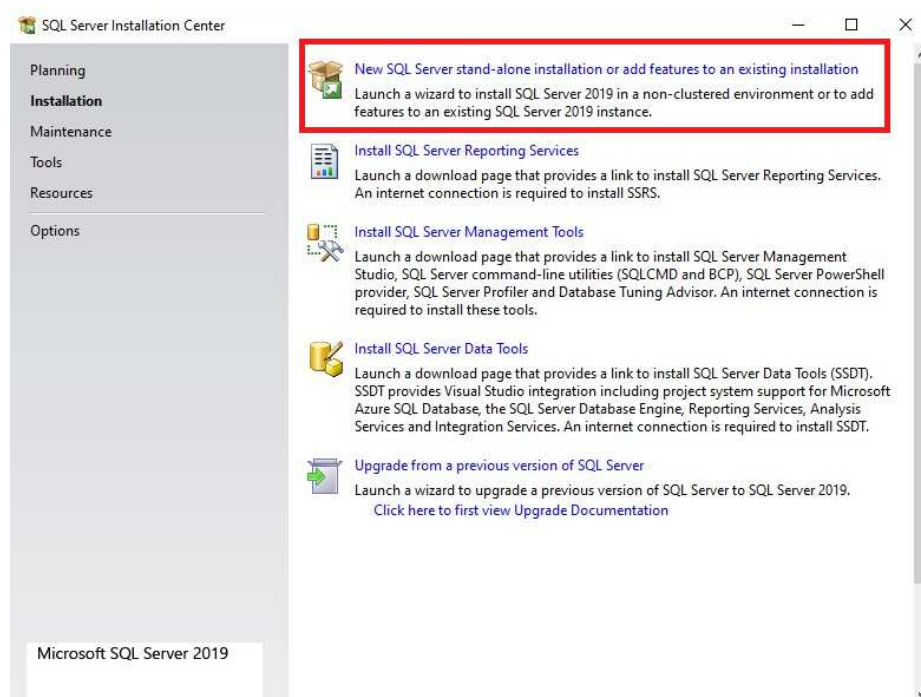 SQL Server Installation Center
Planning
Installation
Maintenance
Tools
Resources
Options
Microsoft SQL Server 2019
New SQL Server stand-alone installation or add features to an existing installation
Launch a wizard to install SQL Server 2019 in a non-clustered environment or to add
features to an existing SQL Server 2019 instance.
Install SQL Server Reporting Services
Launch a download page that provides a link to install SQL Server Reporting Services.
An internet connection is required to install SSRS.
Install SQL Server Management Tools
Launch a download page that provides a link to install SQL Server Management
Studio, SQL Server command-line utilities (SQLCMD and BCP), SQL Server PowerShell
provider, SQL Server Profiler and Database Tuning Advisor. An internet connection is
required to install these tools.
Install SQL Server Data Tools
Launch a download page that provides a link to install SQL Server Data Tools (SSDT).
SSDT provides Visual Studio integration including project system support for Microsoft
Azure SQL Database, the SQL Server Database Engine, Reporting Services, Analysis
Services and Integration Services. An internet connection is required to install SSDT.
Upgrade from a previous version of SQL Server
Launch a wizard to upgrade a previous version of SQL Server to SQL Server 2019.
Click here to first view Upgrade Documentation